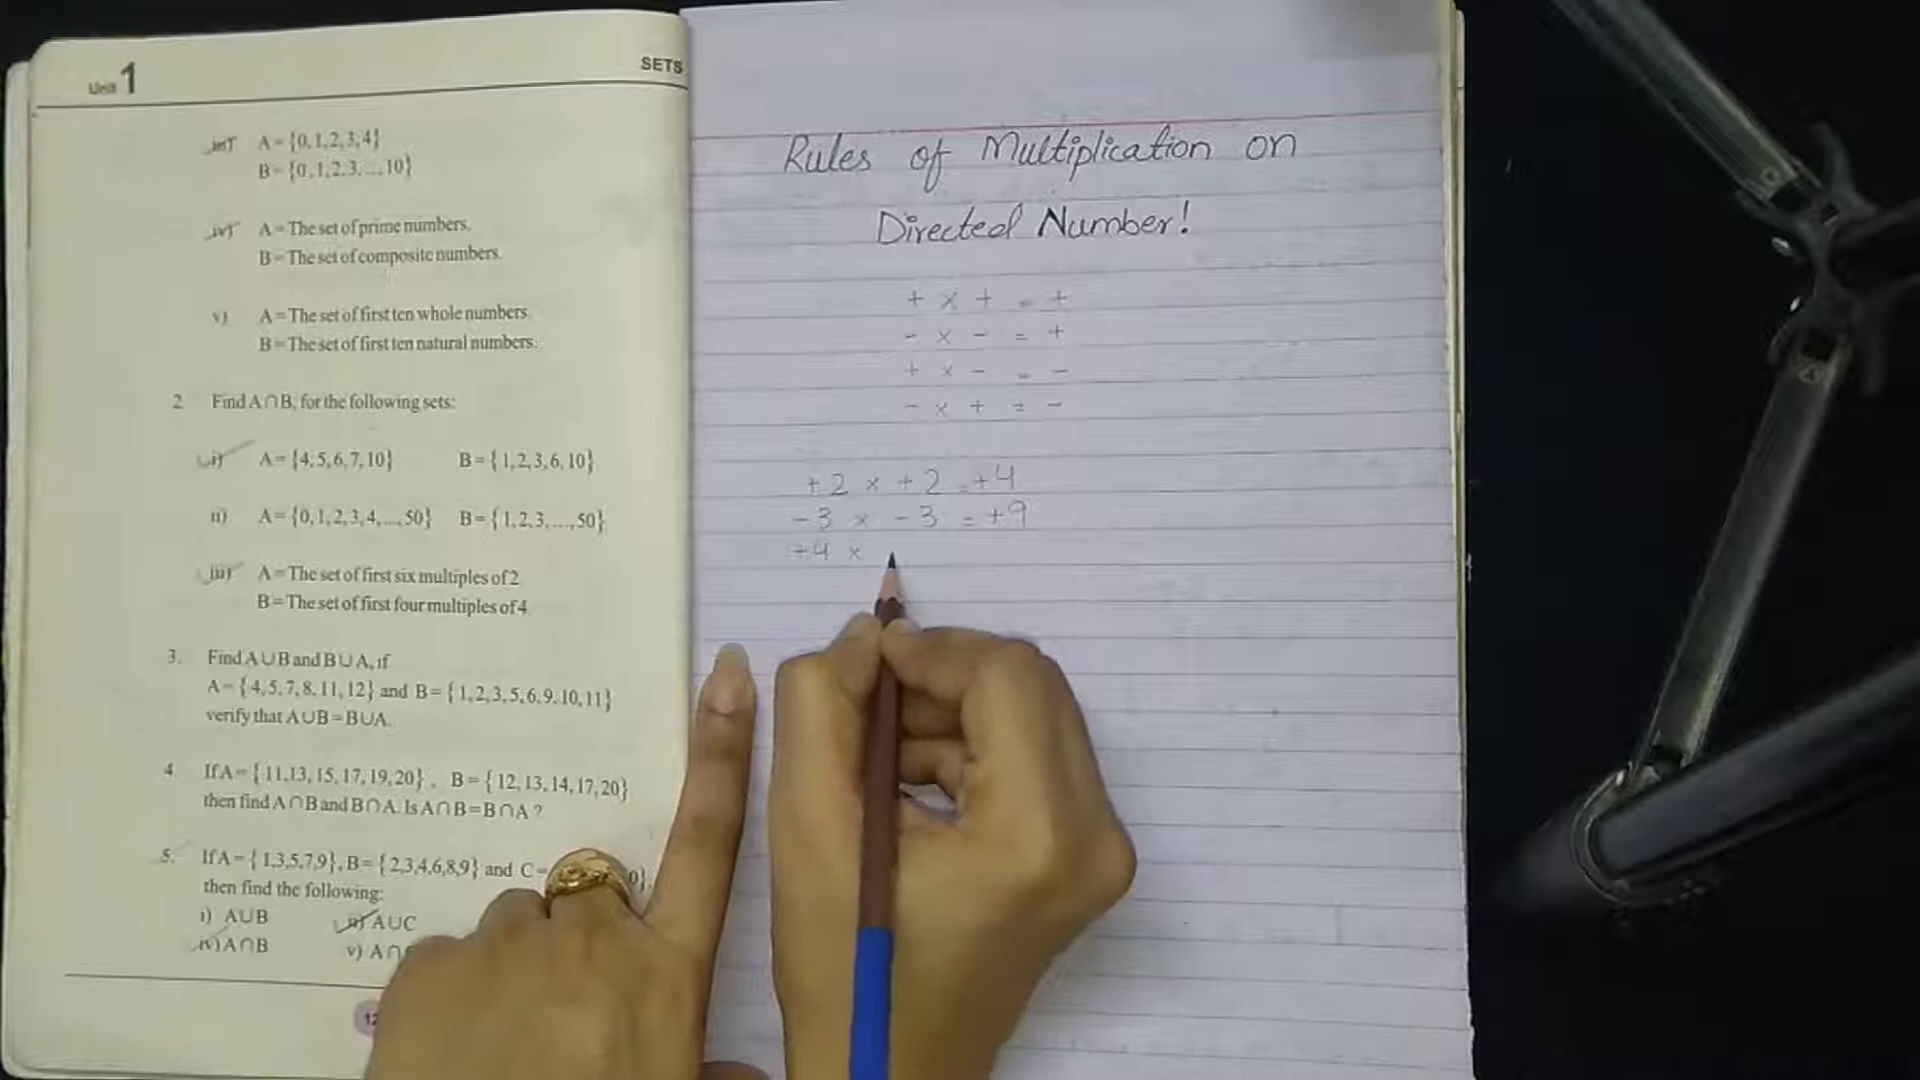 Unit 1
SETS
iii) A = {0, 1, 2, 3, 4}
B = {0, 1, 2, 3, ..., 10}
iv) A = The set of prime numbers.
B = The set of composite numbers.
v) A = The set of first ten whole numbers.
B = The set of first ten natural numbers.
2. Find A∩B, for the following sets:
i) A = {4, 5, 6, 7, 10} B = {1, 2, 3, 6, 10}
ii) A = {0, 1, 2, 3, 4, ..., 50} B = {1, 2, 3, ..., 50}
iii) A = The set of first six multiples of 2
B = The set of first four multiples of 4
3. Find A∪B and B∪A, if
A = {4, 5, 7, 8, 11, 12} and B = {1, 2, 3, 5, 6, 9, 10, 11}
verify that A∪B = B∪A.
4. If A = {11, 13, 15, 17, 19, 20}, B = {12, 13, 14, 17, 20}
then find A∩B and B∩A. Is A∩B = B∩A ?
5. If A = {1,3,5,7,9}, B = {2,3,4,6,8,9} and C = 0}.
then find the following:
i) A∪B ii) A∪C
iv) A∩B v) A∩
12
Rules of Multiplication on
Directed Number!
+ × + = +
- × - = +
+ × - = -
- × + = -
+2 × +2 = +4
-3 × -3 = +9
+4 ×